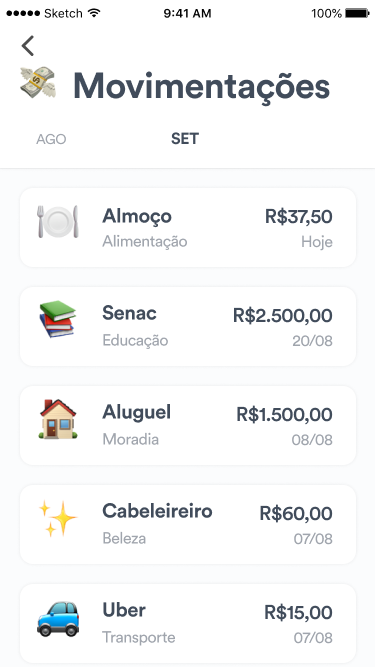 Sketch 9:41 AM 100%
Movimentações
AGO SET
Almoço R$37,50
Alimentação Hoje
Senac R$2.500,00
Educação 20/08
Aluguel R$1.500,00
Moradia 08/08
Cabeleireiro R$60,00
Beleza 07/08
Uber R$15,00
Transporte 07/08